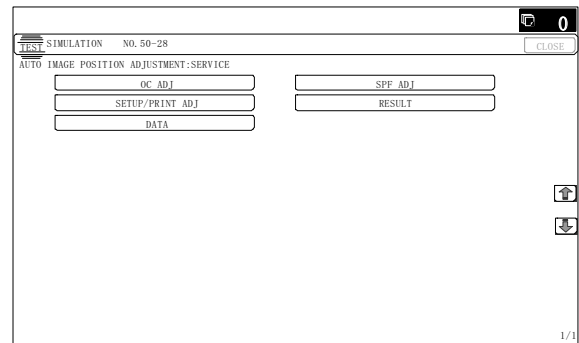 0
TEST SIMULATION NO.50-28
CLOSE
AUTO IMAGE POSITION ADJUSTMENT:SERVICE
OC ADJ SPF ADJ
SETUP/PRINT ADJ RESULT
DATA
1/1